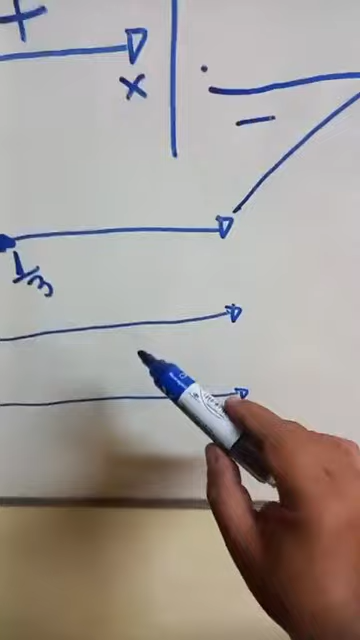 +
x
-
1/3